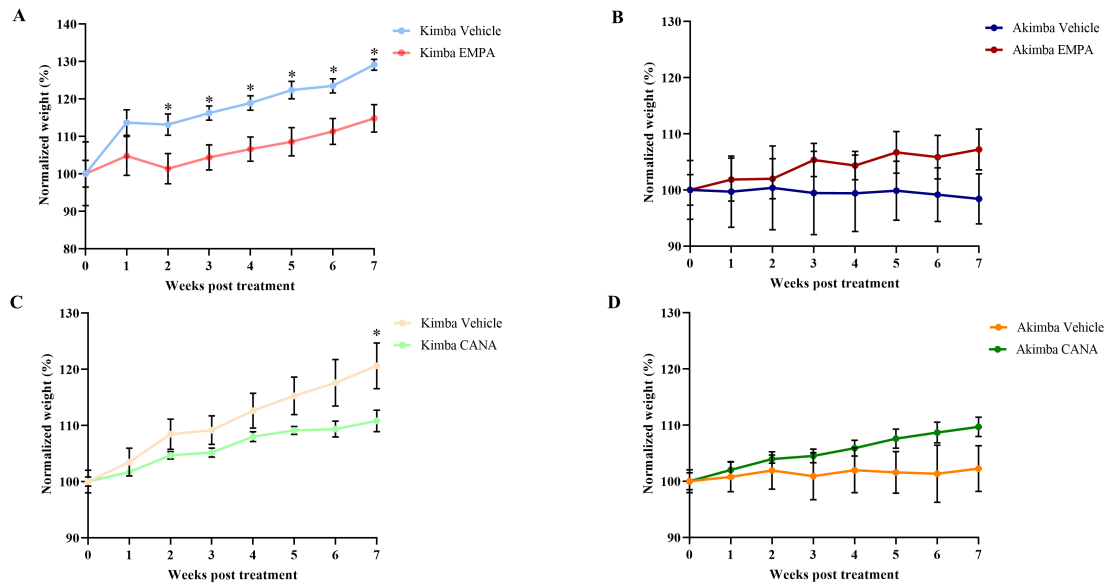 A
Kimba Vehicle
Kimba EMPA
Normalized weight (%)
140
130
120
110
100
90
80
* * * * * *
0 1 2 3 4 5 6 7
Weeks post treatment
B
Akimba Vehicle
Akimba EMPA
Normalized weight (%)
130
120
110
100
90
0 1 2 3 4 5 6 7
Weeks post treatment
C
Kimba Vehicle
Kimba CANA
Normalized weight (%)
130
120
110
100
90
*
0 1 2 3 4 5 6 7
Weeks post treatment
D
Akimba Vehicle
Akimba CANA
Normalized weight (%)
130
120
110
100
90
0 1 2 3 4 5 6 7
Weeks post treatment